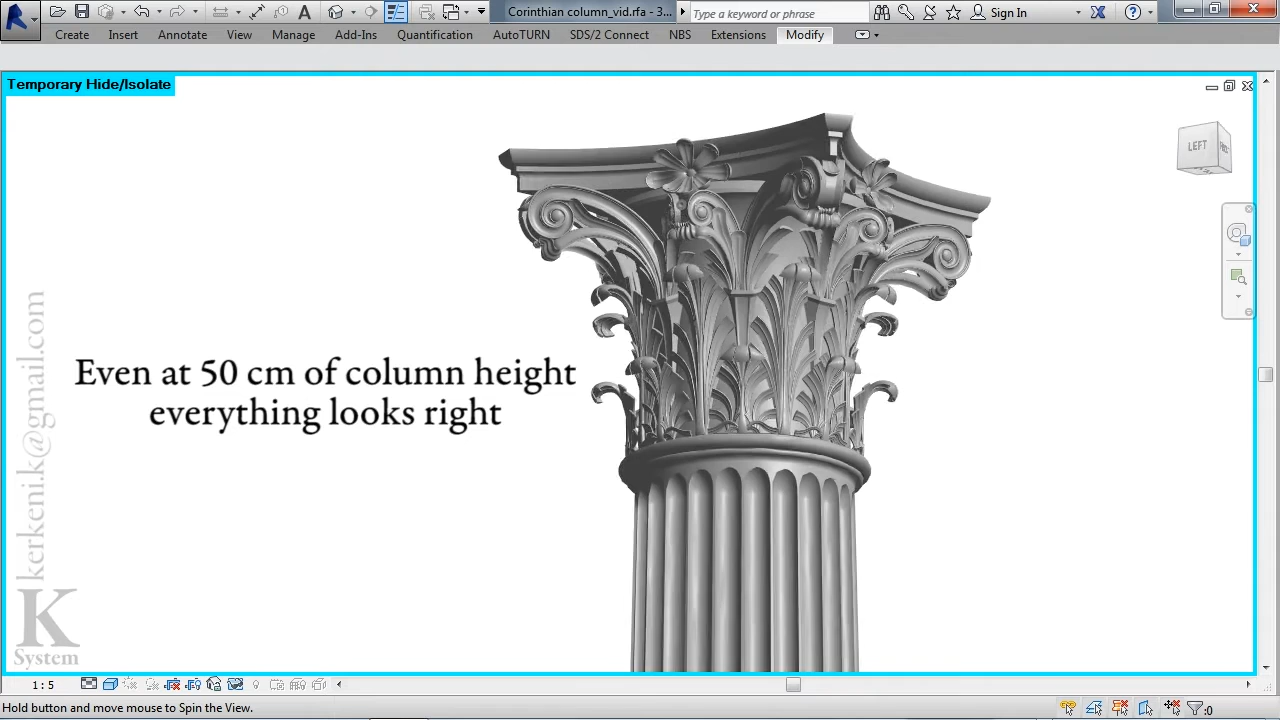 Corinthian column_vid.rfa - 3...
Type a keyword or phrase
Sign In
Create Insert Annotate View Manage Add-Ins Quantification AutoTURN SDS/2 Connect NBS Extensions Modify
Temporary Hide/Isolate
LEFT
Even at 50 cm of column height
everything looks right
kerkeni.k@gmail.com
K
System
1 : 5
Hold button and move mouse to Spin the View.
:0